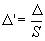 Δ' = Δ / S